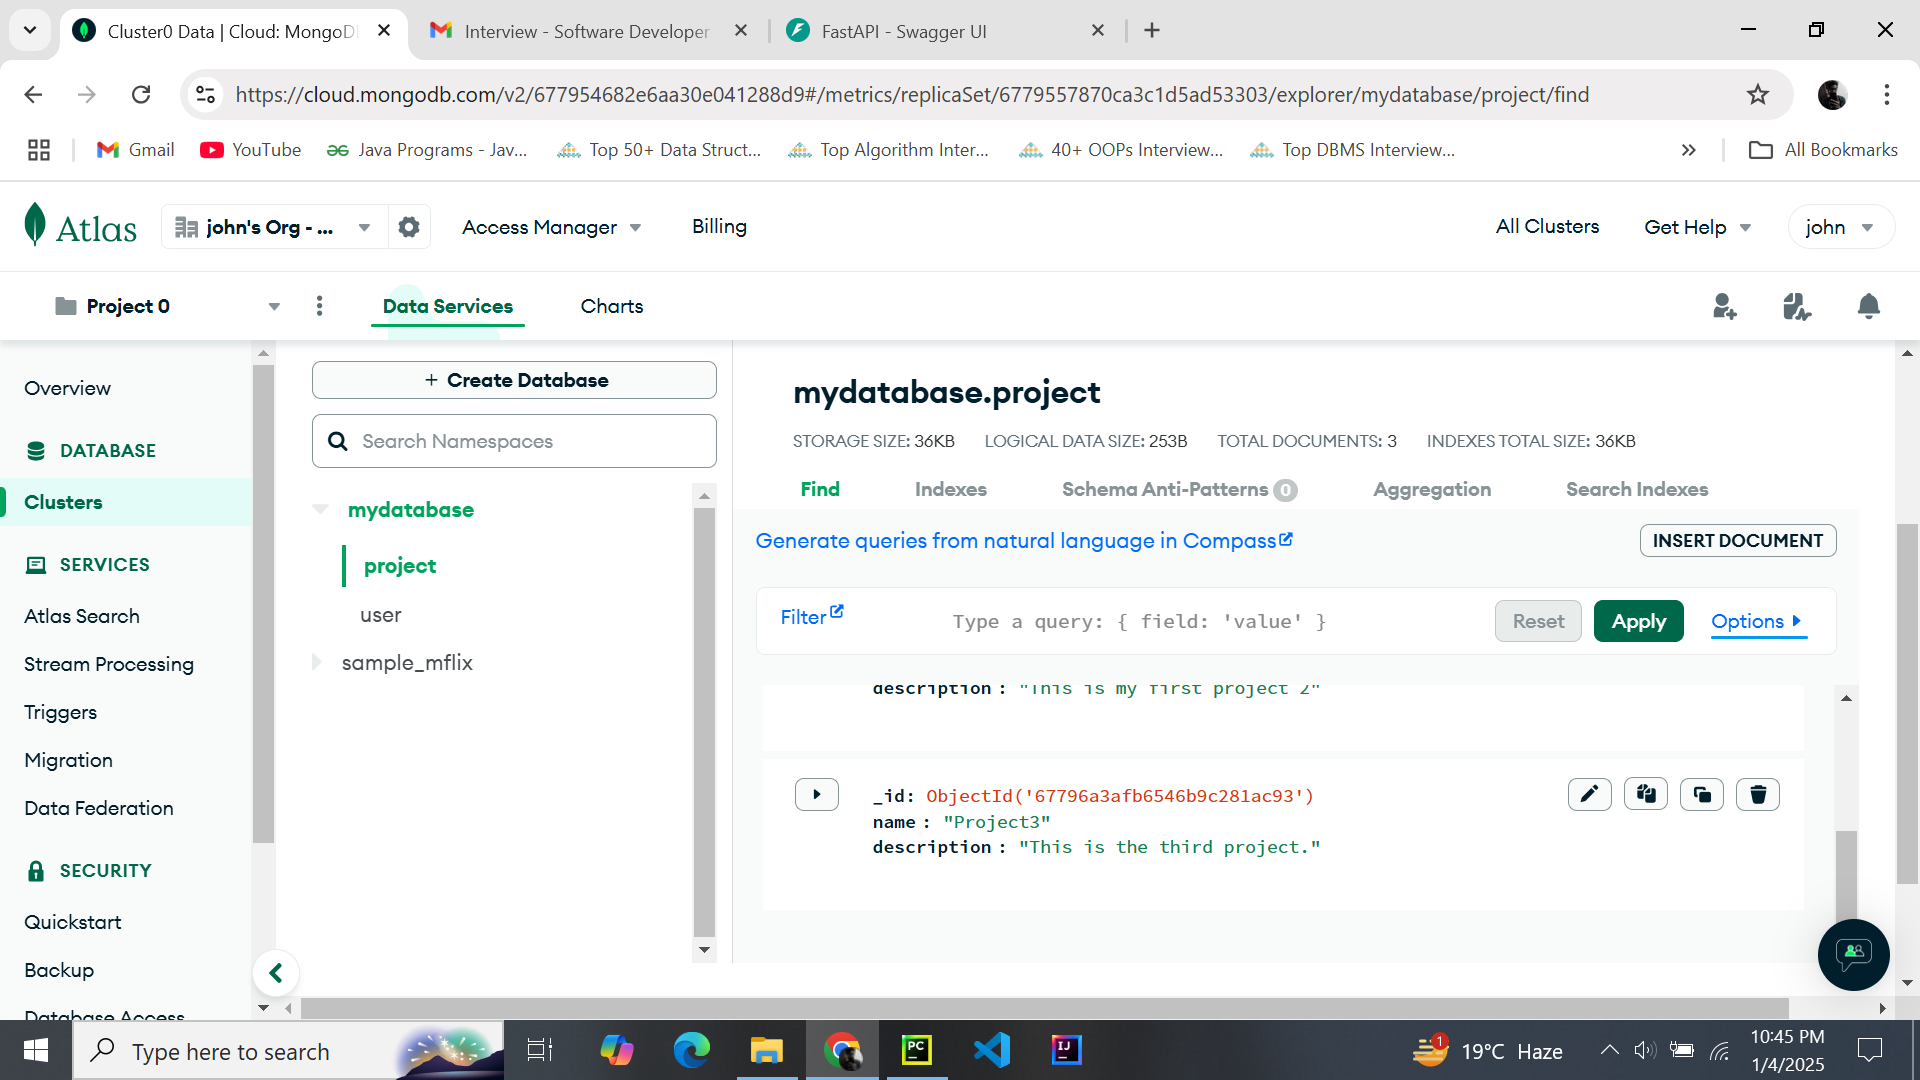 Cluster0 Data | Cloud: MongoD
Interview - Software Developer
FastAPI - Swagger UI
https://cloud.mongodb.com/v2/677954682e6aa30e041288d9#/metrics/replicaSet/6779557870ca3c1d5ad53303/explorer/mydatabase/project/find
Gmail
YouTube
Java Programs - Jav...
Top 50+ Data Struct...
Top Algorithm Inter...
40+ OOPs Interview...
Top DBMS Interview...
All Bookmarks
Atlas
john's Org - ...
Access Manager
Billing
All Clusters
Get Help
john
Project 0
Data Services
Charts
Overview
DATABASE
Clusters
SERVICES
Atlas Search
Stream Processing
Triggers
Migration
Data Federation
SECURITY
Quickstart
Backup
Database Access
+ Create Database
Search Namespaces
mydatabase
project
user
sample_mflix
mydatabase.project
STORAGE SIZE: 36KB
LOGICAL DATA SIZE: 253B
TOTAL DOCUMENTS: 3
INDEXES TOTAL SIZE: 36KB
Find
Indexes
Schema Anti-Patterns 0
Aggregation
Search Indexes
Generate queries from natural language in Compass
INSERT DOCUMENT
Filter
Type a query: { field: 'value' }
Reset
Apply
Options
description : "This is my first project 2"
_id: ObjectId('67796a3afb6546b9c281ac93')
name : "Project3"
description : "This is the third project."
Type here to search
PC
IJ
1
19°C Haze
10:45 PM
1/4/2025